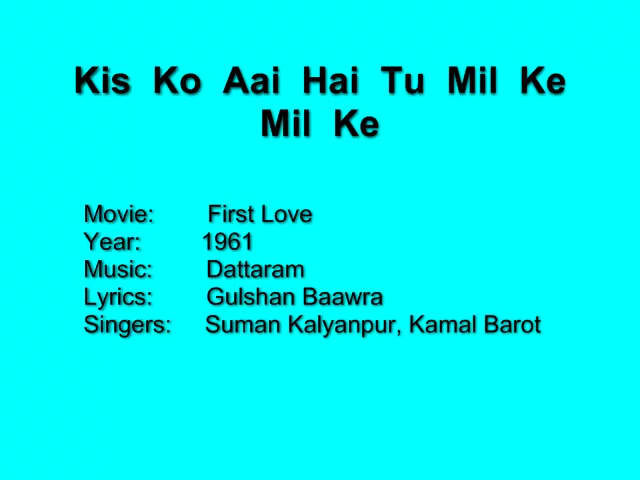 Kis Ko Aai Hai Tu Mil Ke
Mil Ke
Movie: First Love
Year: 1961
Music: Dattaram
Lyrics: Gulshan Baawra
Singers: Suman Kalyanpur, Kamal Barot